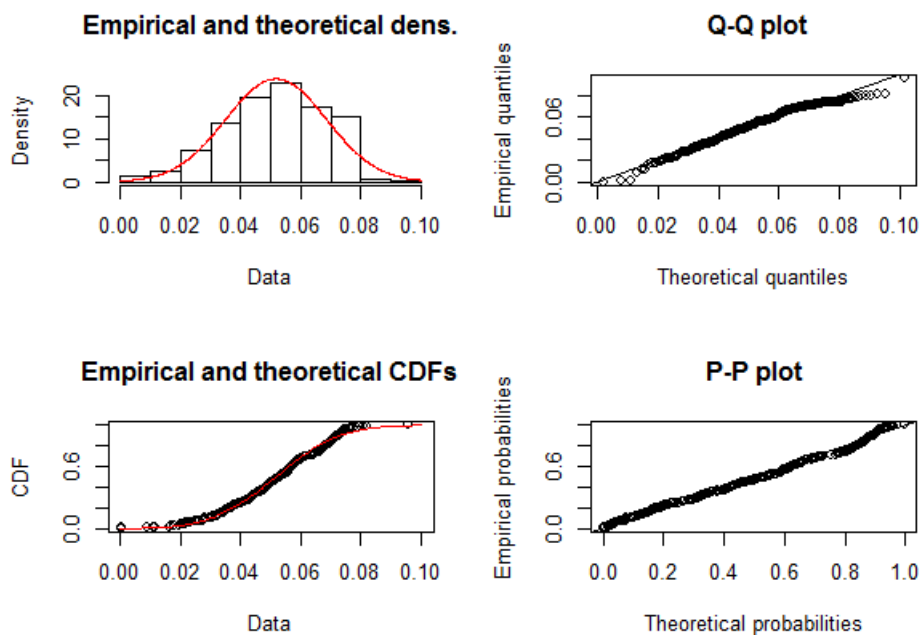 Empirical and theoretical dens.
Density
0 10 20
0.00 0.02 0.04 0.06 0.08 0.10
Data
Q-Q plot
Empirical quantiles
0.00 0.06
0.00 0.02 0.04 0.06 0.08 0.10
Theoretical quantiles
Empirical and theoretical CDFs
CDF
0.0 0.6
0.00 0.02 0.04 0.06 0.08 0.10
Data
P-P plot
Empirical probabilities
0.0 0.6
0.0 0.2 0.4 0.6 0.8 1.0
Theoretical probabilities